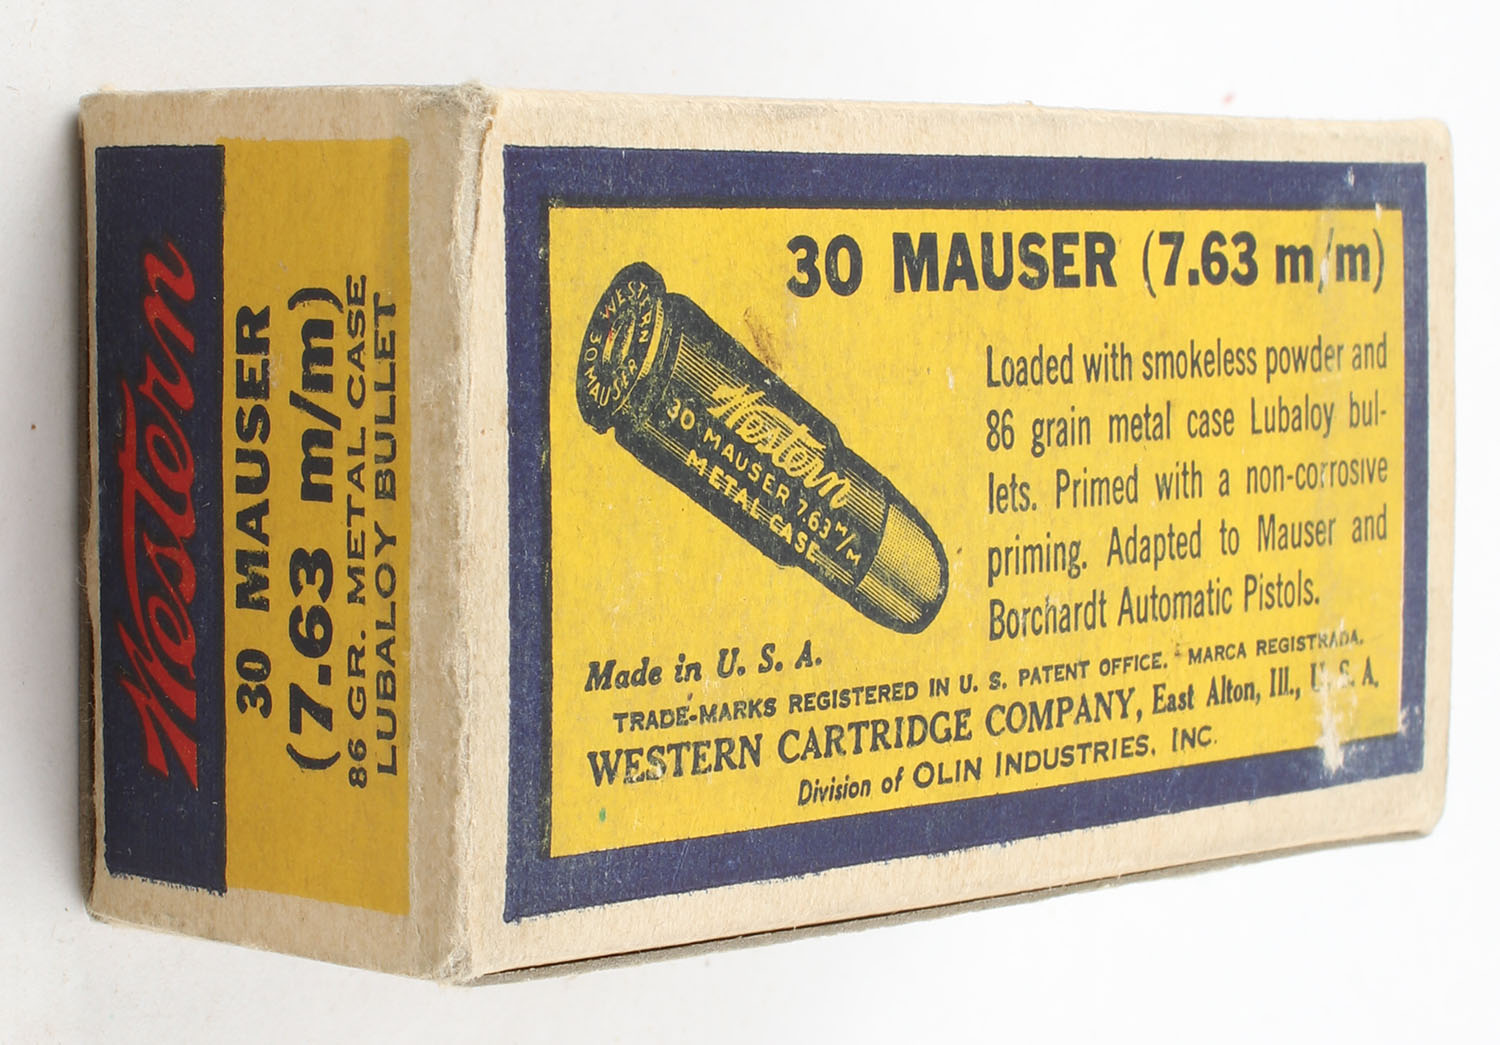 Western
30 MAUSER
(7.63 m/m)
86 GR. METAL CASE
LUBALOY BULLET
30 MAUSER (7.63 m/m)
WESTERN
30 MAUSER
Western
30 MAUSER 7.63 M/M
METAL CASE
Loaded with smokeless powder and
86 grain metal case Lubaloy bul-
lets. Primed with a non-corrosive
priming. Adapted to Mauser and
Borchardt Automatic Pistols.
Made in U. S. A.
TRADE-MARKS REGISTERED IN U. S. PATENT OFFICE. MARCA REGISTRADA.
WESTERN CARTRIDGE COMPANY, East Alton, Ill., U. S. A.
Division of OLIN INDUSTRIES, INC.